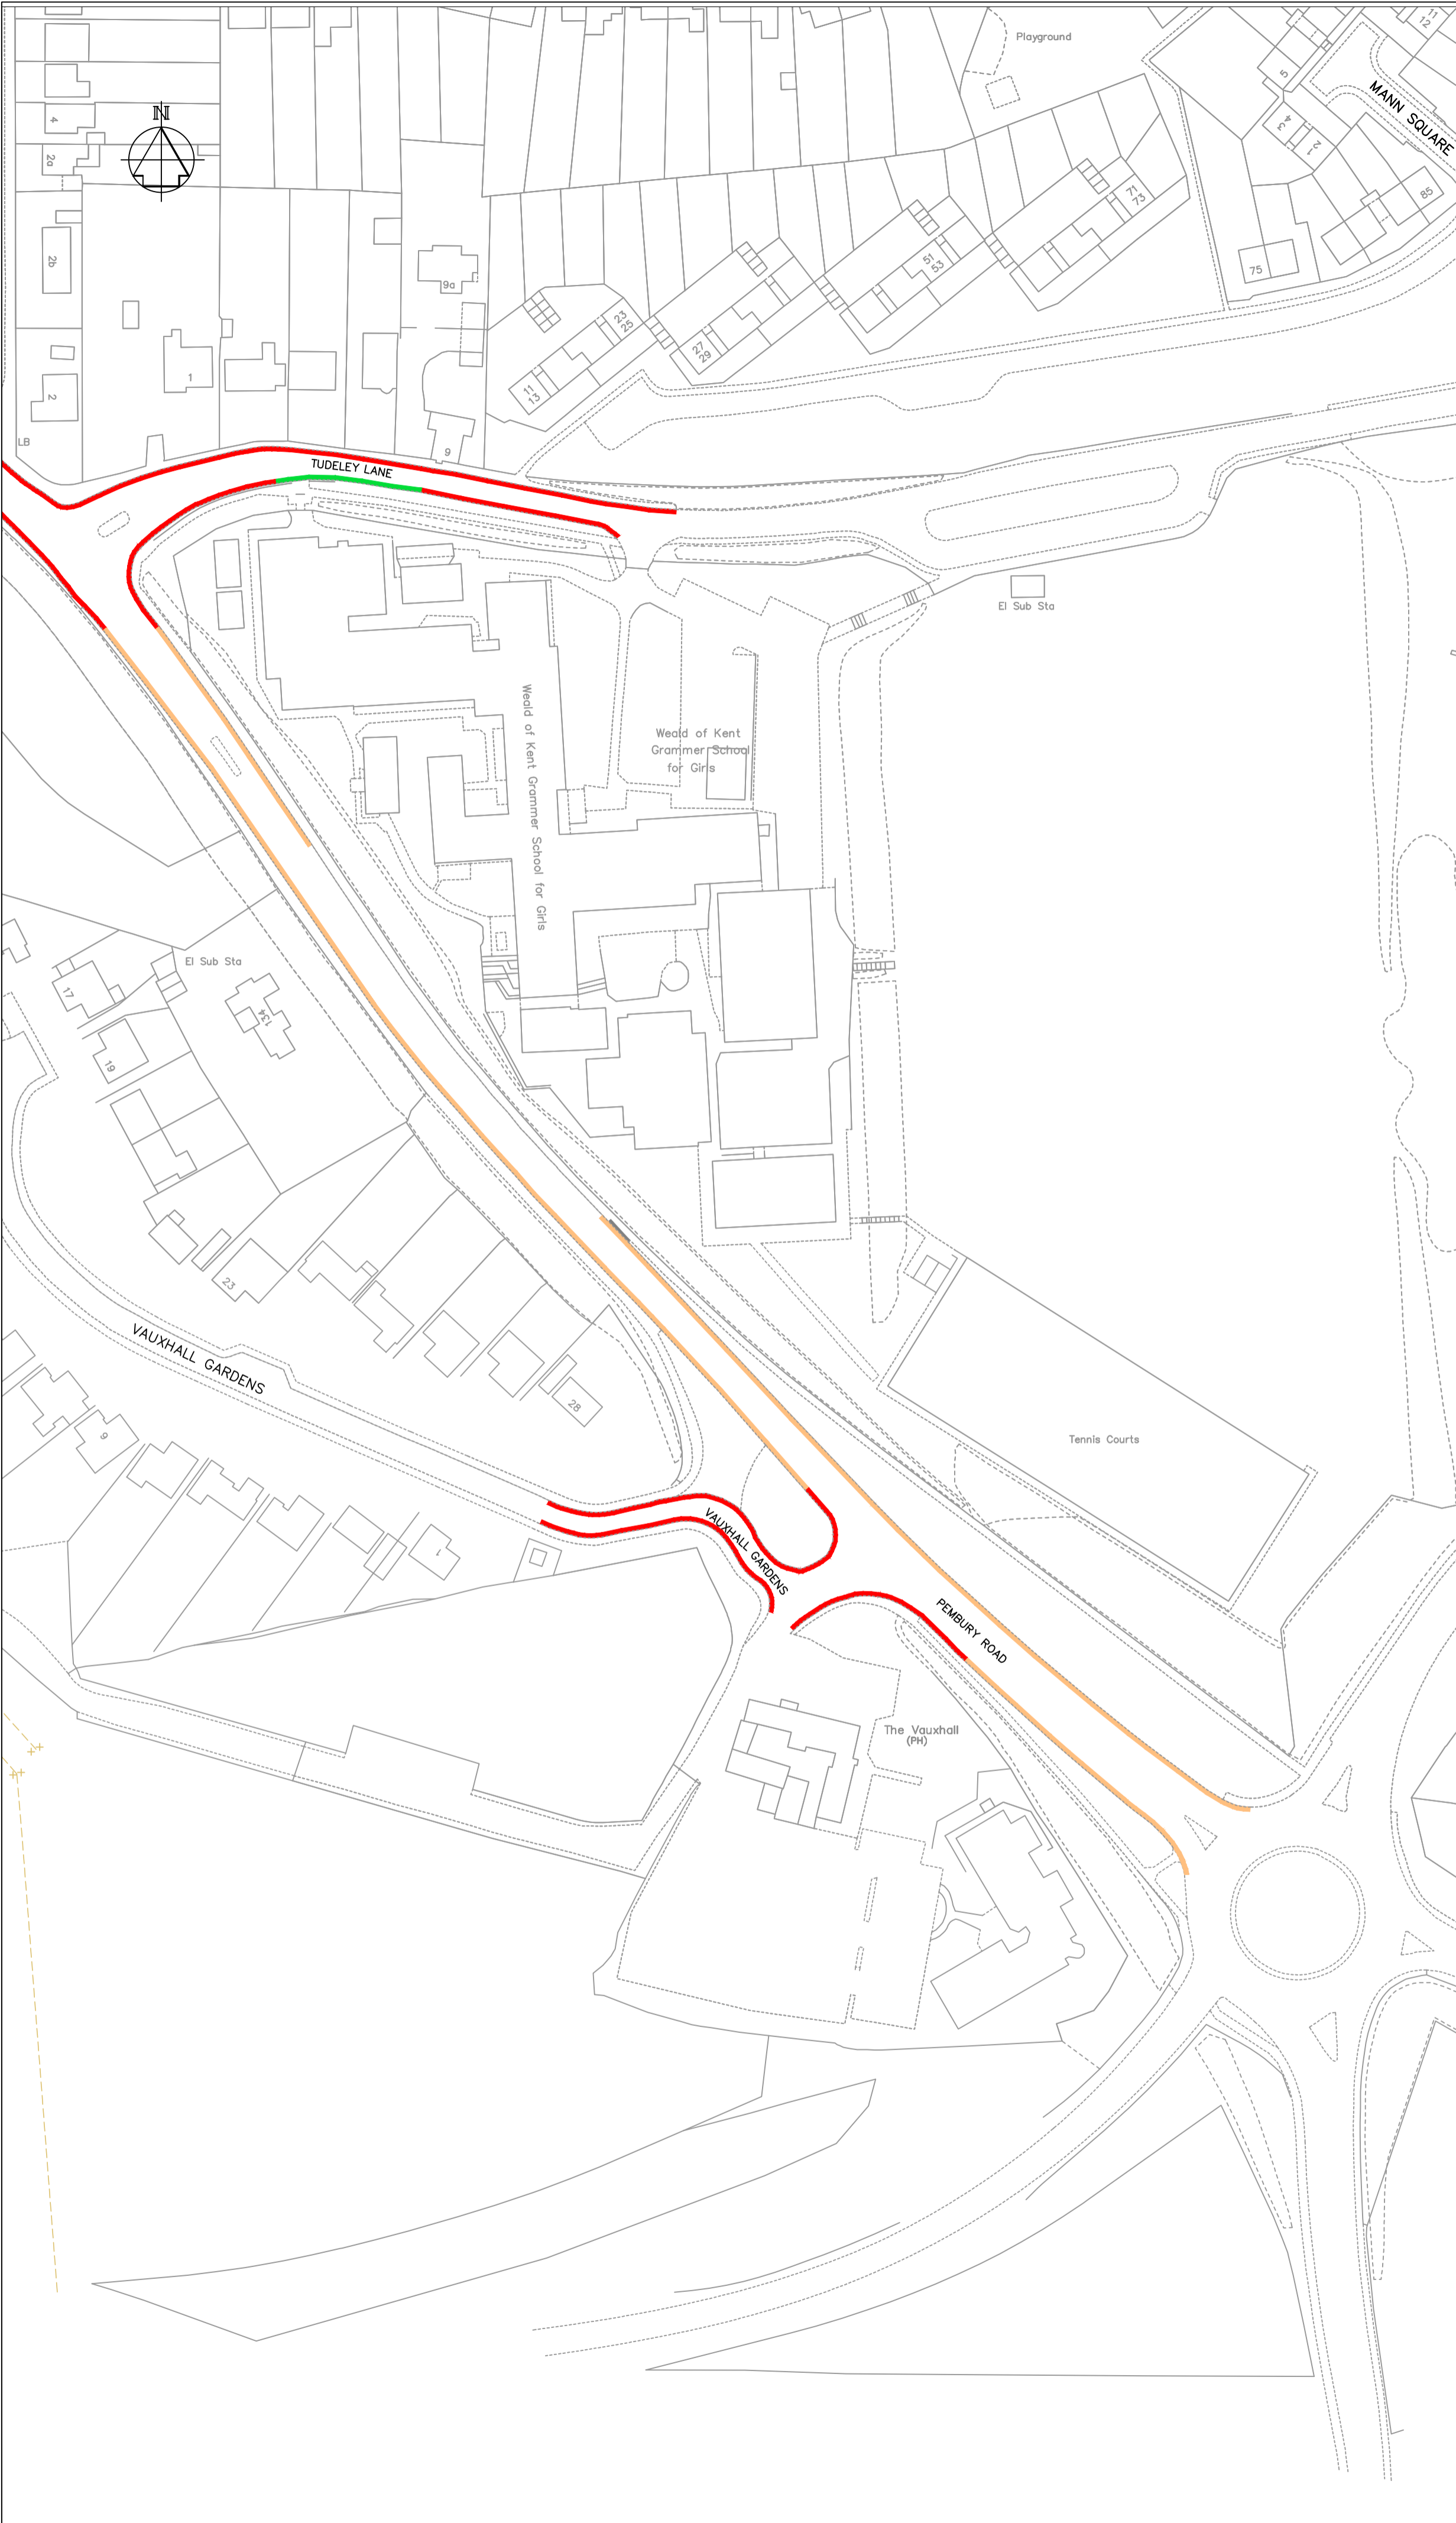 Playground
11
12
5
MANN SQUARE
4
3
2
1
4
2a
N
71
73
85
2b
9a
51
53
75
23
25
27
29
1
2
11
13
LB
9
TUDELEY LANE
El Sub Sta
Weald of Kent Grammer School for Girls
Weald of Kent
Grammer School
for Girls
El Sub Sta
17
134
19
23
VAUXHALL GARDENS
28
9
Tennis Courts
VAUXHALL GARDENS
1
PEMBURY ROAD
The Vauxhall
(PH)